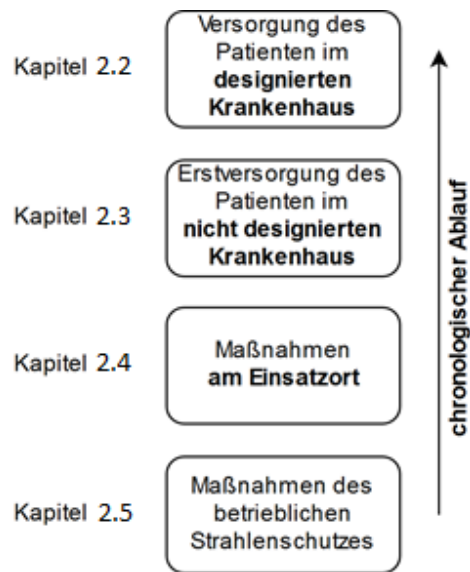 Kapitel 2.2
Versorgung des
Patienten im
designierten
Krankenhaus
Kapitel 2.3
Erstversorgung des
Patienten im
nicht designierten
Krankenhaus
Kapitel 2.4
Maßnahmen
am Einsatzort
Kapitel 2.5
Maßnahmen des
betrieblichen
Strahlenschutzes
chronologischer Ablauf